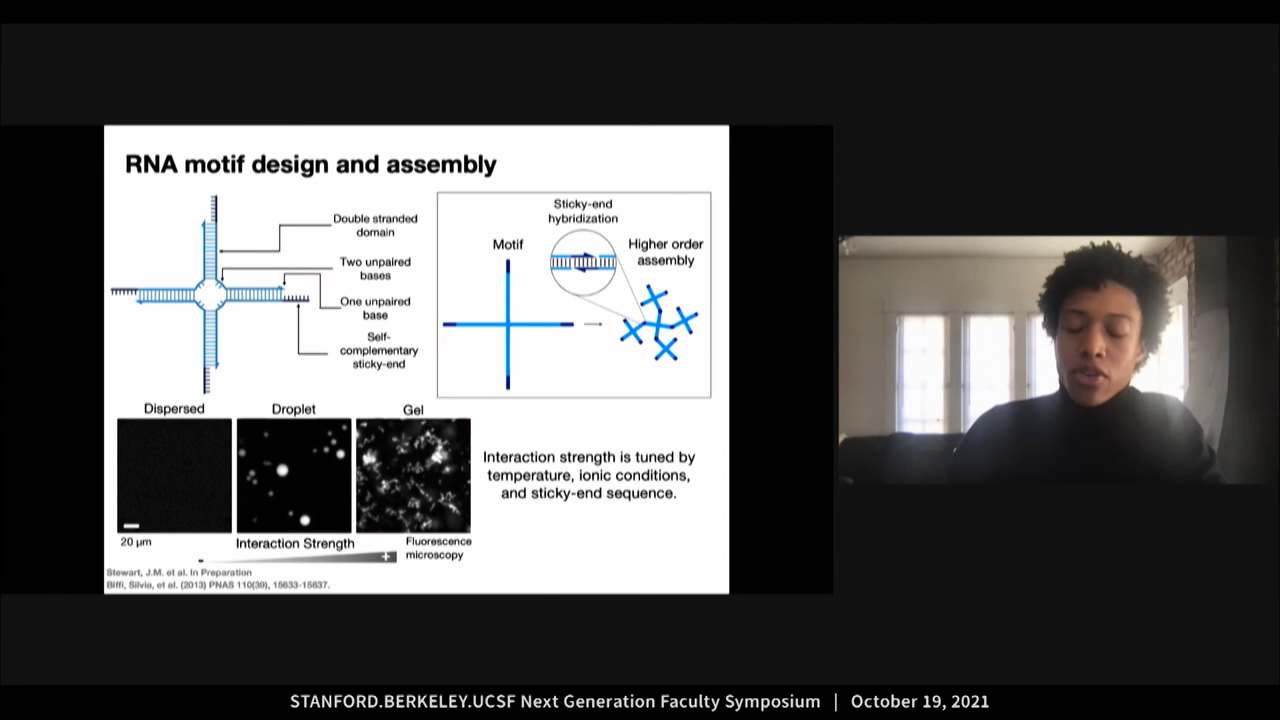 RNA motif design and assembly
Double stranded
domain
Two unpaired
bases
One unpaired
base
Self-
complementary
sticky-end
Sticky-end
hybridization
Motif
Higher order
assembly
Dispersed
Droplet
Gel
Interaction strength is tuned by
temperature, ionic conditions,
and sticky-end sequence.
20 µm
Interaction Strength
Fluorescence
microscopy
-
+
Stewart, J.M. et al. In Preparation
Biffi, Silvia, et al. (2013) PNAS 110(39), 15633-15637.
STANFORD.BERKELEY.UCSF Next Generation Faculty Symposium | October 19, 2021